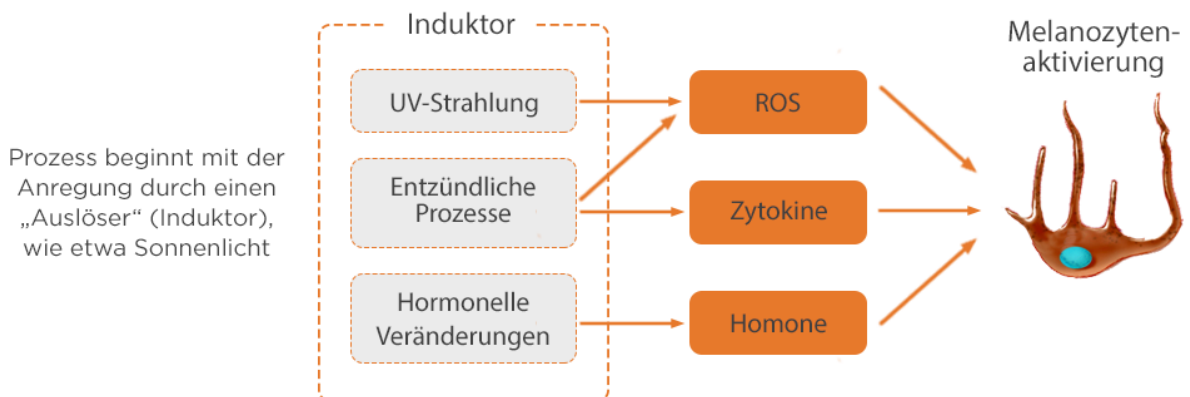 Induktor
Melanozyten-
aktivierung
Prozess beginnt mit der
Anregung durch einen
„Auslöser“ (Induktor),
wie etwa Sonnenlicht
UV-Strahlung
Entzündliche
Prozesse
Hormonelle
Veränderungen
ROS
Zytokine
Homone